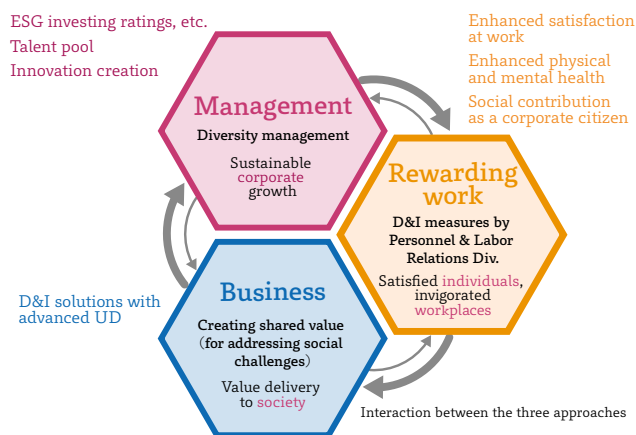 ESG investing ratings, etc.
Talent pool
Innovation creation
Enhanced satisfaction
at work
Enhanced physical
and mental health
Social contribution
as a corporate citizen
Management
Diversity management
Sustainable
corporate
growth
Rewarding
work
D&I measures by
Personnel & Labor
Relations Div.
Satisfied individuals,
invigorated
workplaces
D&I solutions with
advanced UD
Business
Creating shared value
(for addressing social
challenges)
Value delivery
to society
Interaction between the three approaches